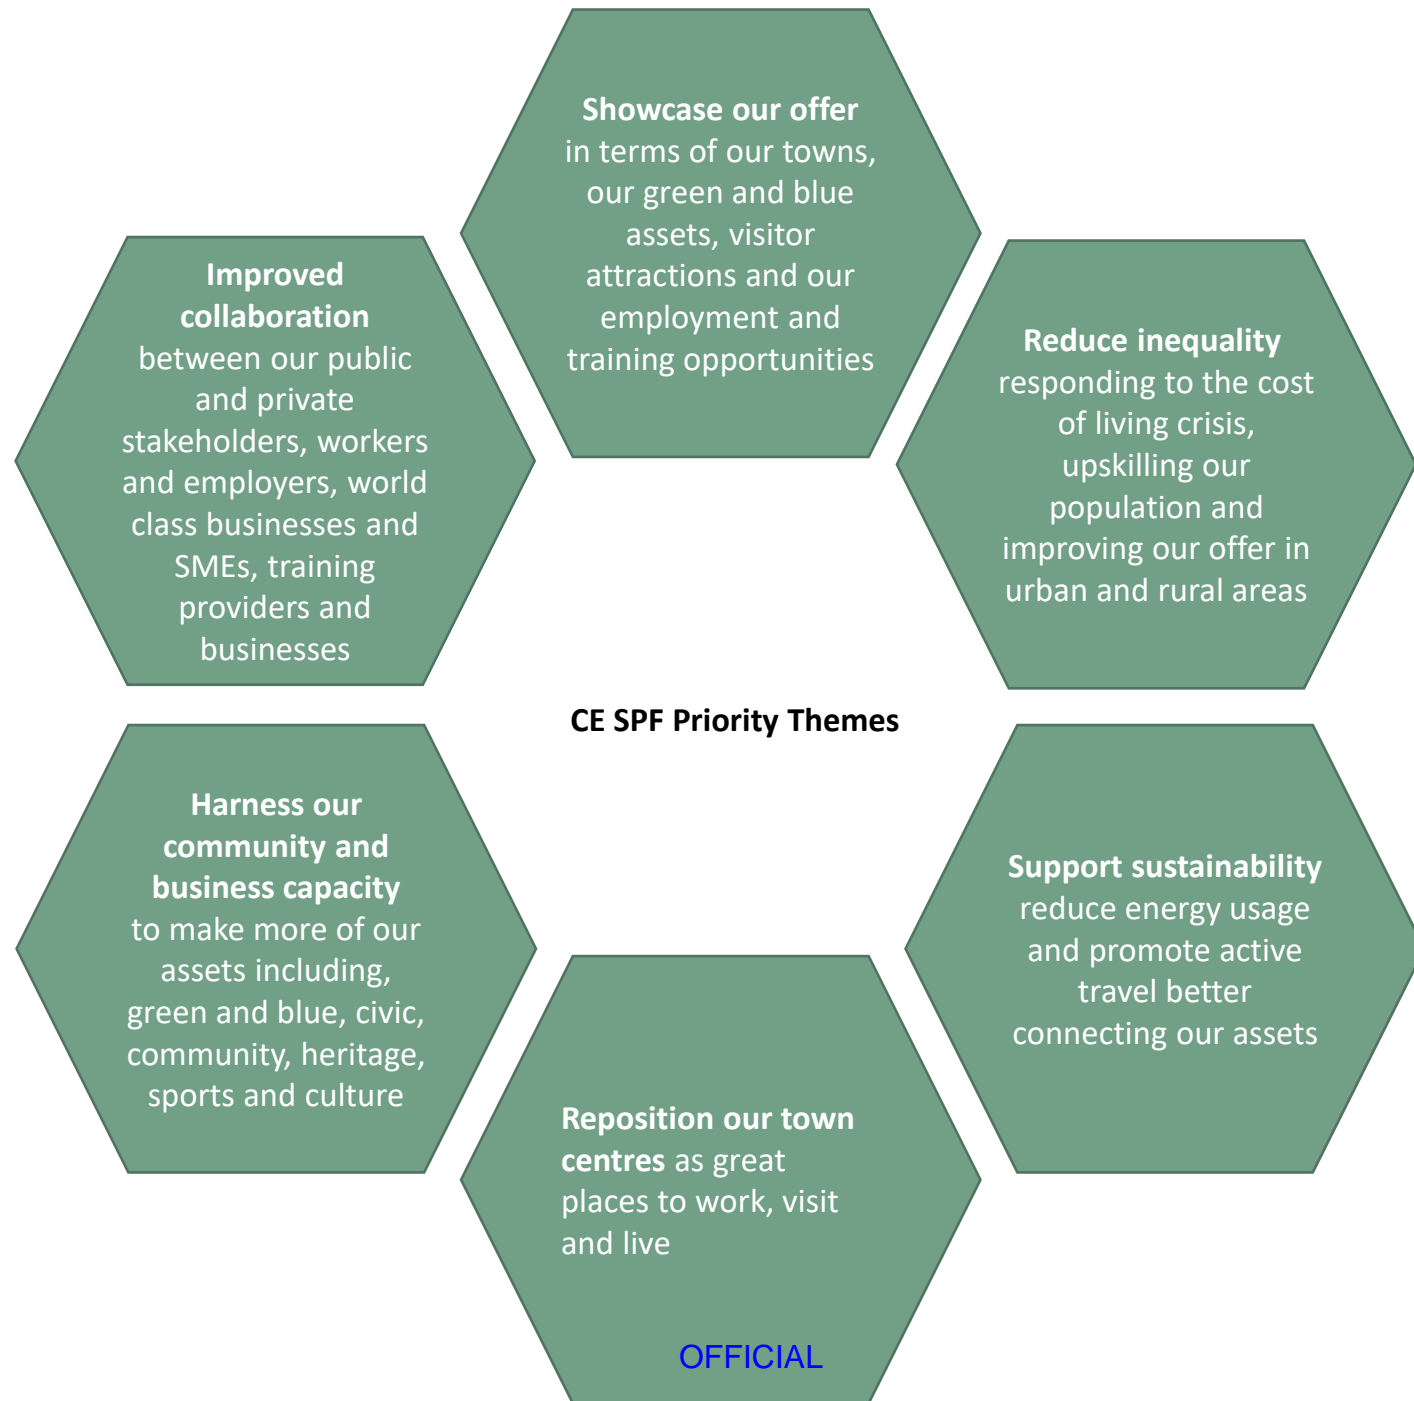 Showcase our offer
in terms of our towns,
our green and blue
assets, visitor
attractions and our
employment and
training opportunities
Improved
collaboration
between our public
and private
stakeholders, workers
and employers, world
class businesses and
SMEs, training
providers and
businesses
Reduce inequality
responding to the cost
of living crisis,
upskilling our
population and
improving our offer in
urban and rural areas
CE SPF Priority Themes
Harness our
community and
business capacity
to make more of our
assets including,
green and blue, civic,
community, heritage,
sports and culture
Support sustainability
reduce energy usage
and promote active
travel better
connecting our assets
Reposition our town
centres as great
places to work, visit
and live
OFFICIAL